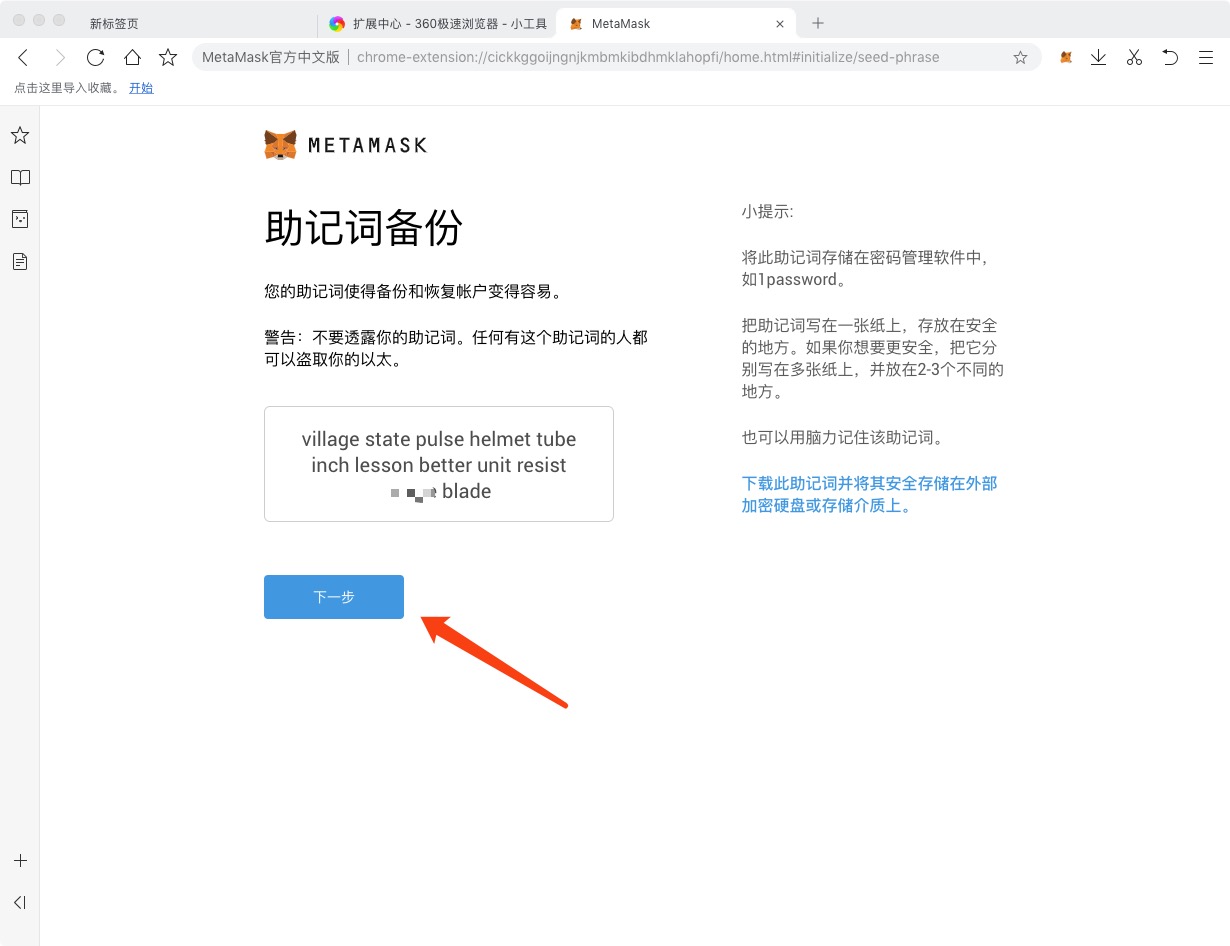 新标签页
扩展中心 - 360极速浏览器 - 小工具
MetaMask
MetaMask官方中文版 | chrome-extension://cickkggoijngnjkmbmkibdhmklahopfi/home.html#initialize/seed-phrase
点击这里导入收藏。 开始
METAMASK
助记词备份
您的助记词使得备份和恢复帐户变得容易。
警告：不要透露你的助记词。任何有这个助记词的人都
可以盗取你的以太。
village state pulse helmet tube
inch lesson better unit resist
blade
下一步
小提示:
将此助记词存储在密码管理软件中，
如1password。
把助记词写在一张纸上，存放在安全
的地方。如果你想要更安全，把它分
别写在多张纸上，并放在2-3个不同的
地方。
也可以用脑力记住该助记词。
下载此助记词并将其安全存储在外部
加密硬盘或存储介质上。